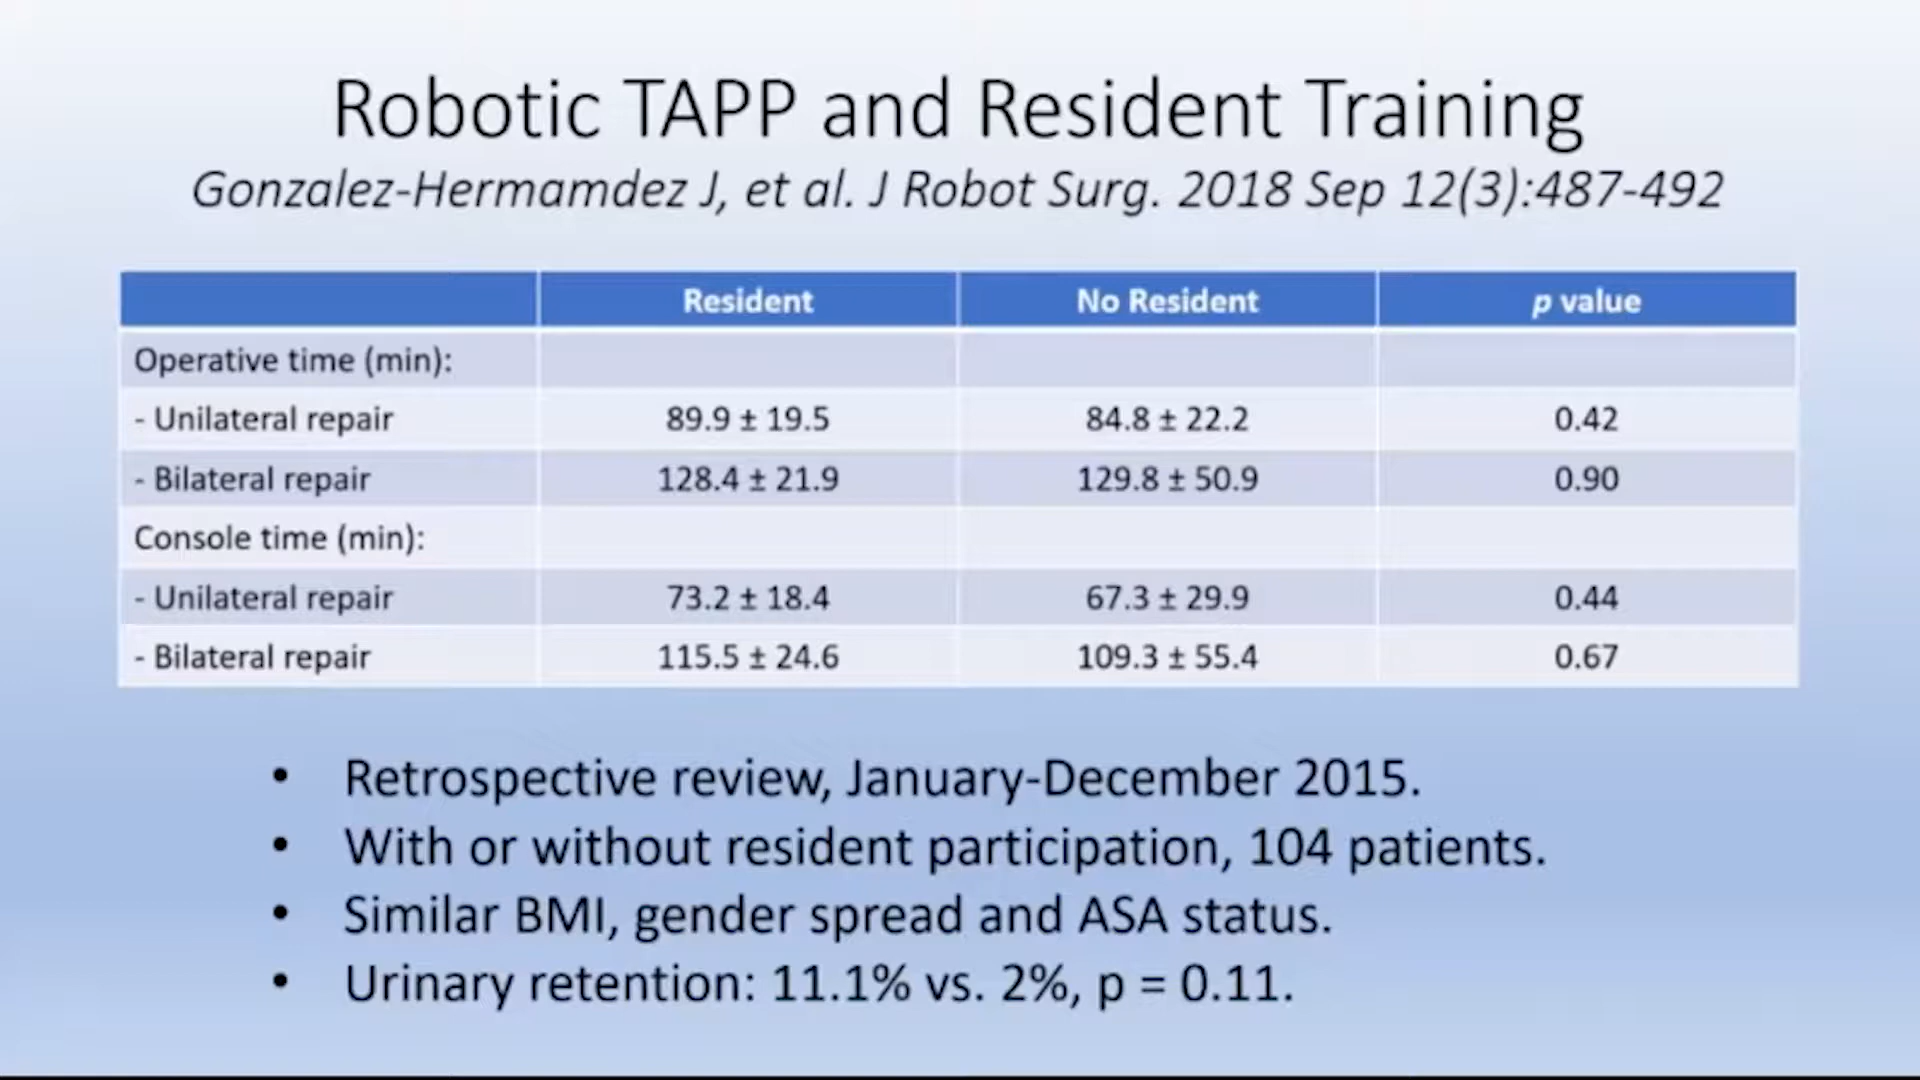 Robotic TAPP and Resident Training
Gonzalez-Hermamdez J, et al. J Robot Surg. 2018 Sep 12(3):487-492
Resident No Resident p value
Operative time (min):
- Unilateral repair 89.9 ± 19.5 84.8 ± 22.2 0.42
- Bilateral repair 128.4 ± 21.9 129.8 ± 50.9 0.90
Console time (min):
- Unilateral repair 73.2 ± 18.4 67.3 ± 29.9 0.44
- Bilateral repair 115.5 ± 24.6 109.3 ± 55.4 0.67
• Retrospective review, January-December 2015.
• With or without resident participation, 104 patients.
• Similar BMI, gender spread and ASA status.
• Urinary retention: 11.1% vs. 2%, p = 0.11.